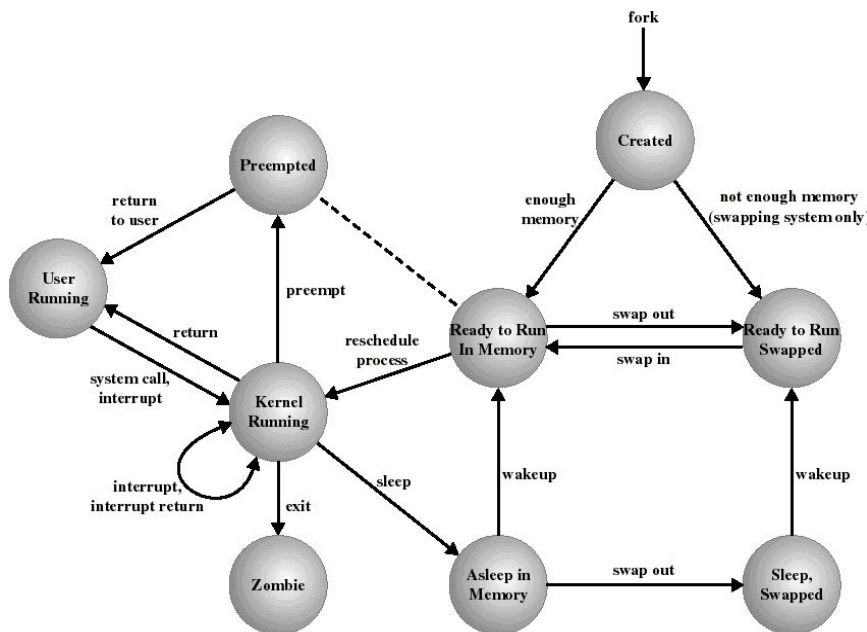 fork
Created
Preempted
return
to user
enough
memory
not enough memory
(swapping system only)
User
Running
preempt
return
Ready to Run
In Memory
swap out
swap in
Ready to Run
Swapped
reschedule
process
system call,
interrupt
Kernel
Running
interrupt,
interrupt return
sleep
wakeup
wakeup
exit
Zombie
Asleep in
Memory
swap out
Sleep,
Swapped